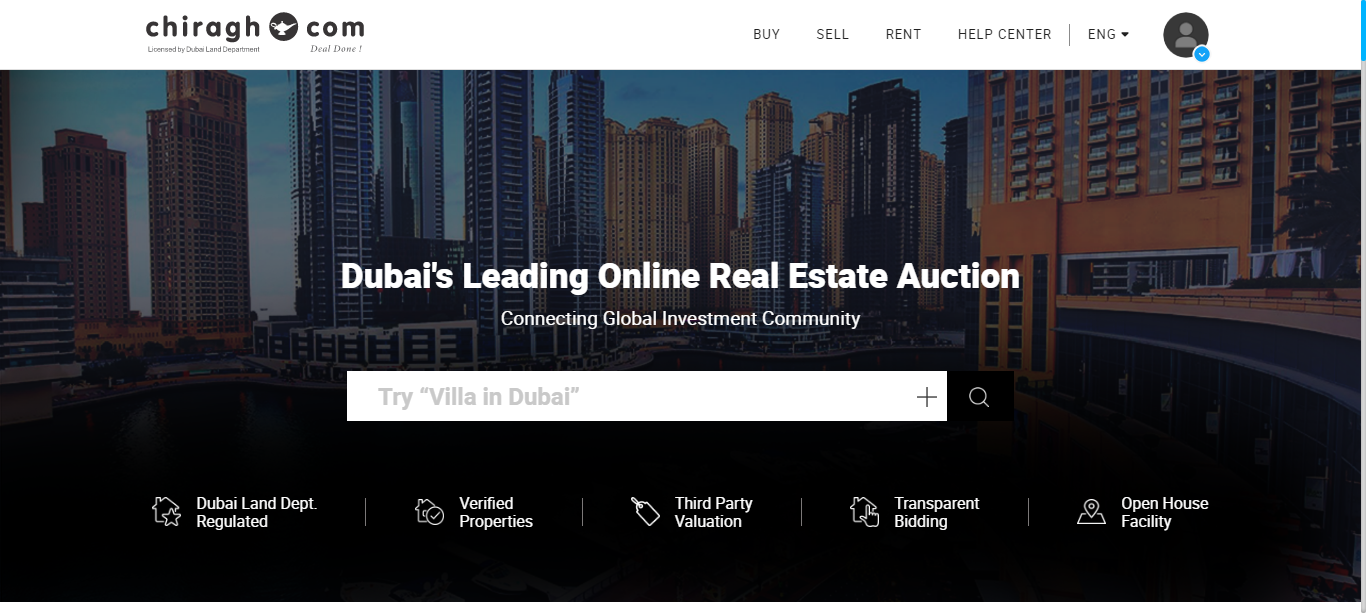 chiragh com
Licensed by Dubai Land Department
Deal Done !
BUY SELL RENT HELP CENTER ENG
Dubai's Leading Online Real Estate Auction
Connecting Global Investment Community
Try “Villa in Dubai”
Dubai Land Dept.
Regulated
Verified
Properties
Third Party
Valuation
Transparent
Bidding
Open House
Facility